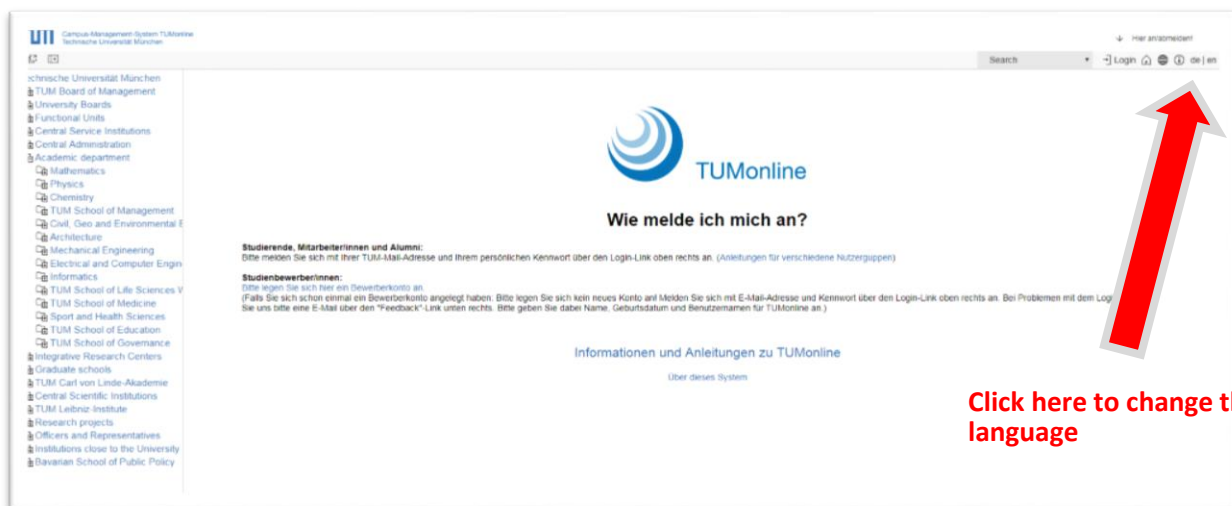 Campus-Management-System TUMonline
Technische Universität München
Hier an/abmelden!
Search
Login
de | en
chnische Universität München
TUM Board of Management
University Boards
Functional Units
Central Service Institutions
Central Administration
Academic department
Mathematics
Physics
Chemistry
TUM School of Management
Civil, Geo and Environmental E
Architecture
Mechanical Engineering
Electrical and Computer Engin
Informatics
TUM School of Life Sciences W
TUM School of Medicine
Sport and Health Sciences
TUM School of Education
TUM School of Governance
Integrative Research Centers
Graduate schools
TUM Carl von Linde-Akademie
Central Scientific Institutions
TUM Leibniz-Institute
Research projects
Officers and Representatives
Institutions close to the University
Bavarian School of Public Policy
TUMonline
Wie melde ich mich an?
Studierende, Mitarbeiter/innen und Alumni:
Bitte melden Sie sich mit Ihrer TUM-Mail-Adresse und Ihrem persönlichen Kennwort über den Login-Link oben rechts an. (Anleitungen für verschiedene Nutzerguppen)
Studienbewerber/innen:
Bitte legen Sie sich hier ein Bewerberkonto an.
(Falls Sie sich schon einmal ein Bewerberkonto angelegt haben: Bitte legen Sie sich kein neues Konto an! Melden Sie sich mit E-Mail-Adresse und Kennwort über den Login-Link oben rechts an. Bei Problemen mit dem Log
Sie uns bitte eine E-Mail über den "Feedback"-Link unten rechts. Bitte geben Sie dabei Name, Geburtsdatum und Benutzernamen für TUMonline an.)
Informationen und Anleitungen zu TUMonline
Über dieses System
Click here to change th
language